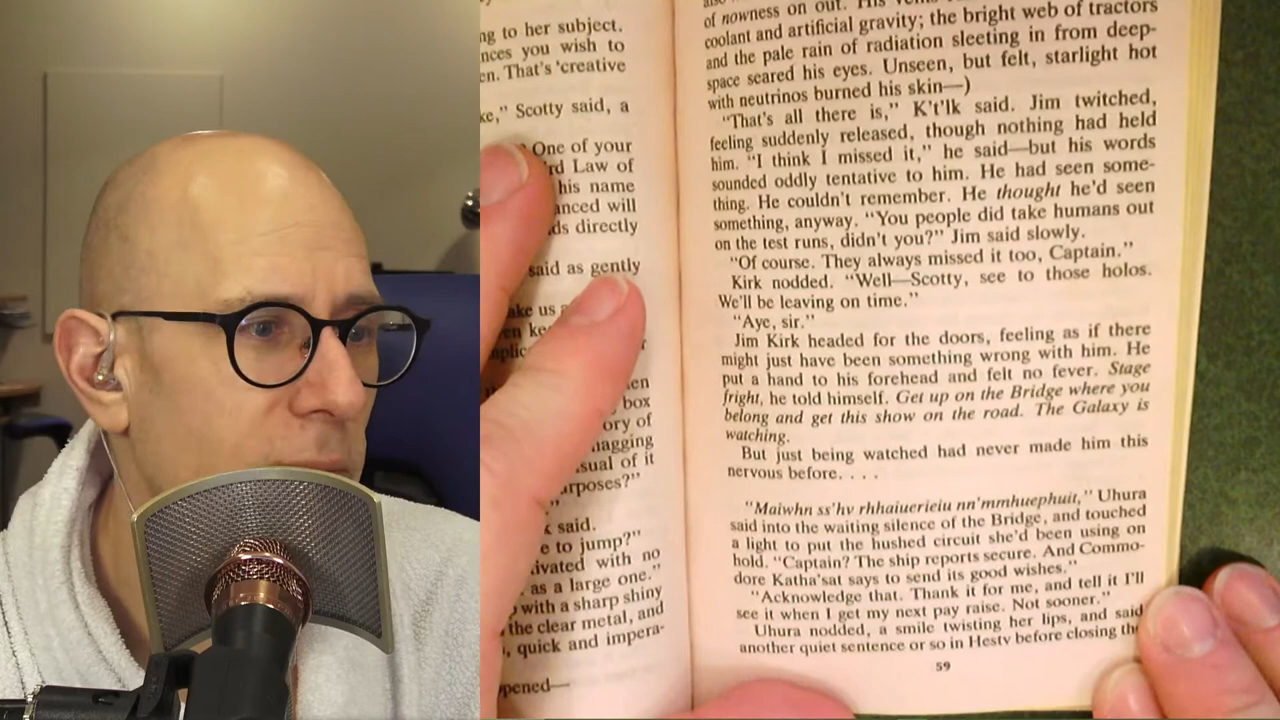 ng to her subject.
nces you wish to
en. That's 'creative
ke," Scotty said, a
One of your
rd Law of
his name
anced will
ds directly
said as gently
ake us
en
box
ory of
nagging
sual of it
urposes?"
k said.
e to jump?"
ivated with no
as a large one."
with a sharp shiny
the clear metal, and
, quick and impera-
pened—
of nowness on out. His
coolant and artificial gravity; the bright web of tractors
and the pale rain of radiation sleeting in from deep-
space seared his eyes. Unseen, but felt, starlight hot
with neutrinos burned his skin—)
"That's all there is," K't'lk said. Jim twitched,
feeling suddenly released, though nothing had held
him. "I think I missed it," he said—but his words
sounded oddly tentative to him. He had seen some-
thing. He couldn't remember. He thought he'd seen
something, anyway. "You people did take humans out
on the test runs, didn't you?" Jim said slowly.
"Of course. They always missed it too, Captain."
Kirk nodded. "Well—Scotty, see to those holos.
We'll be leaving on time."
"Aye, sir."
Jim Kirk headed for the doors, feeling as if there
might just have been something wrong with him. He
put a hand to his forehead and felt no fever. Stage
fright, he told himself. Get up on the Bridge where you
belong and get this show on the road. The Galaxy is
watching.
But just being watched had never made him this
nervous before. . . .
"Maiwhn ss'hv rhhaiuerieiu nn'mmhuephuit," Uhura
said into the waiting silence of the Bridge, and touched
a light to put the hushed circuit she'd been using on
hold. "Captain? The ship reports secure. And Commo-
dore Katha'sat says to send its good wishes."
"Acknowledge that. Thank it for me, and tell it I'll
see it when I get my next pay raise. Not sooner."
Uhura nodded, a smile twisting her lips, and said
another quiet sentence or so in Hestv before closing the
59